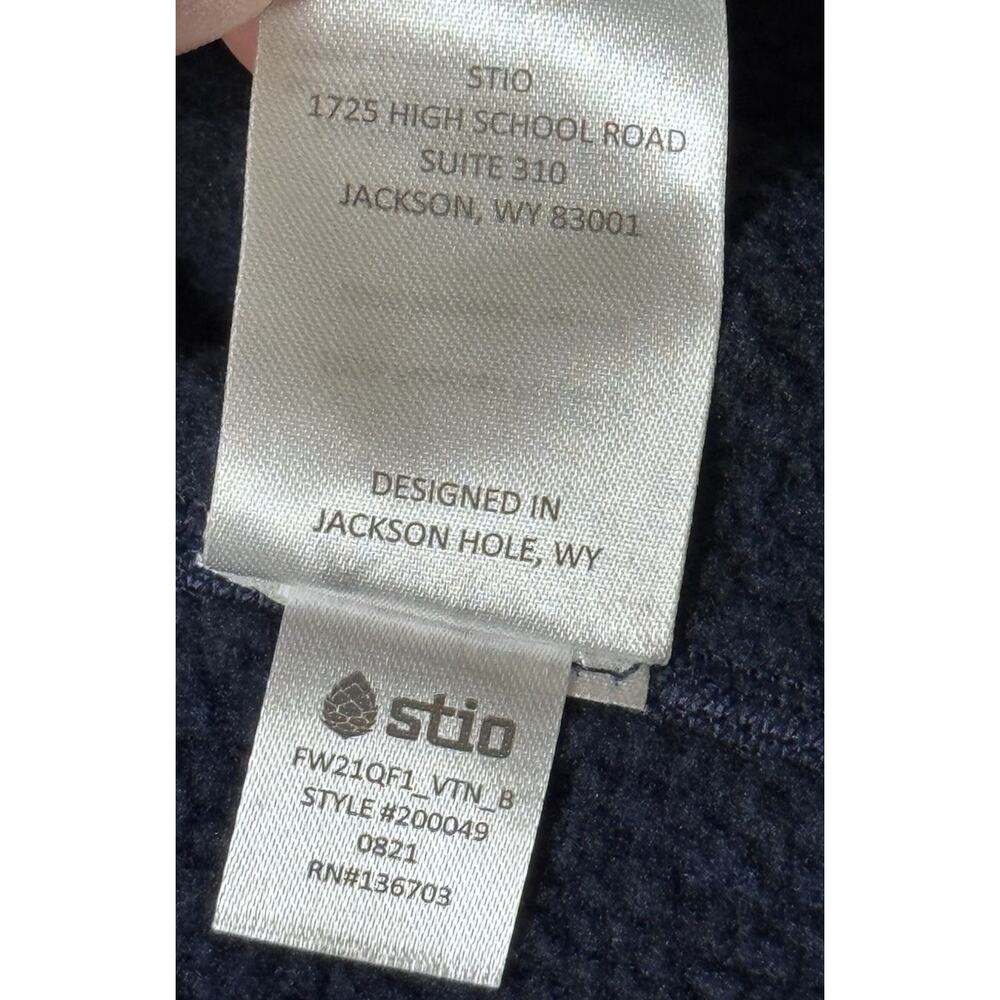 STIO
1725 HIGH SCHOOL ROAD
SUITE 310
JACKSON, WY 83001
DESIGNED IN
JACKSON HOLE, WY
stio
FW21QF1_VTN_B
STYLE #200049
0821
RN#136703